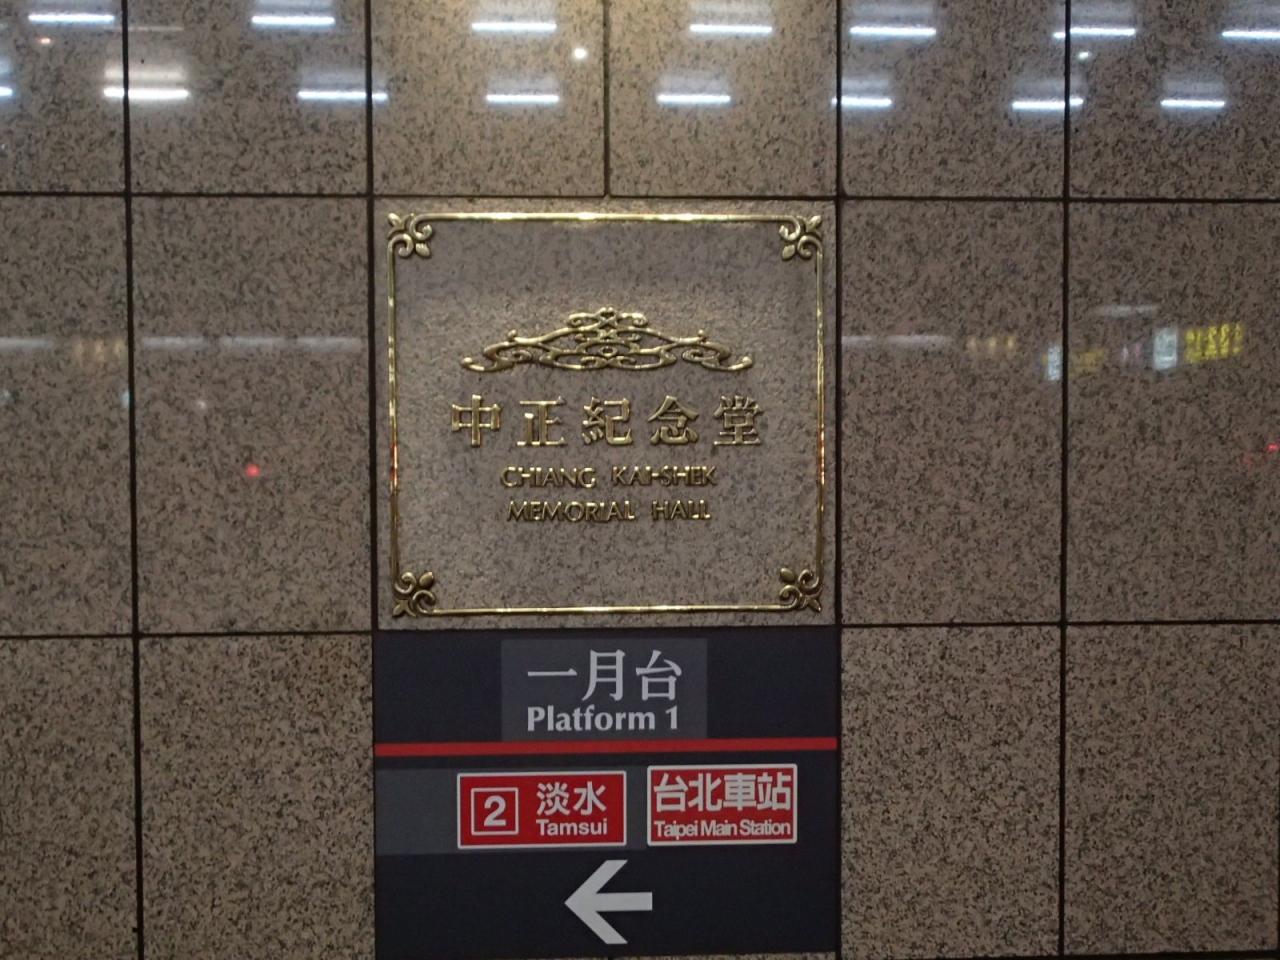 中正紀念堂
CHIANG KAI-SHEK
MEMORIAL HALL
一月台
Platform 1
2 淡水
Tamsui
台北車站
Taipei Main Station